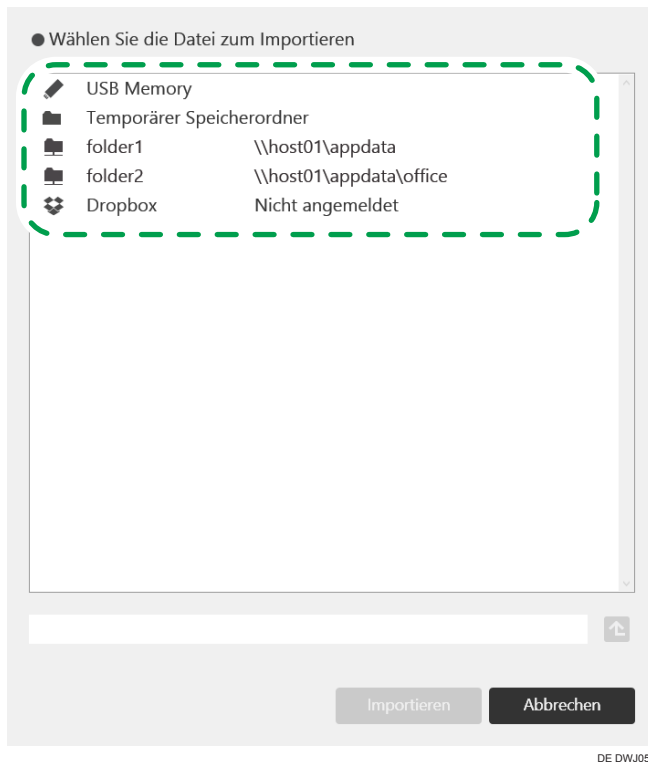 Wählen Sie die Datei zum Importieren
USB Memory
Temporärer Speicherordner
folder1 \\host01\appdata
folder2 \\host01\appdata\office
Dropbox Nicht angemeldet
Importieren Abbrechen
DE DWJ05